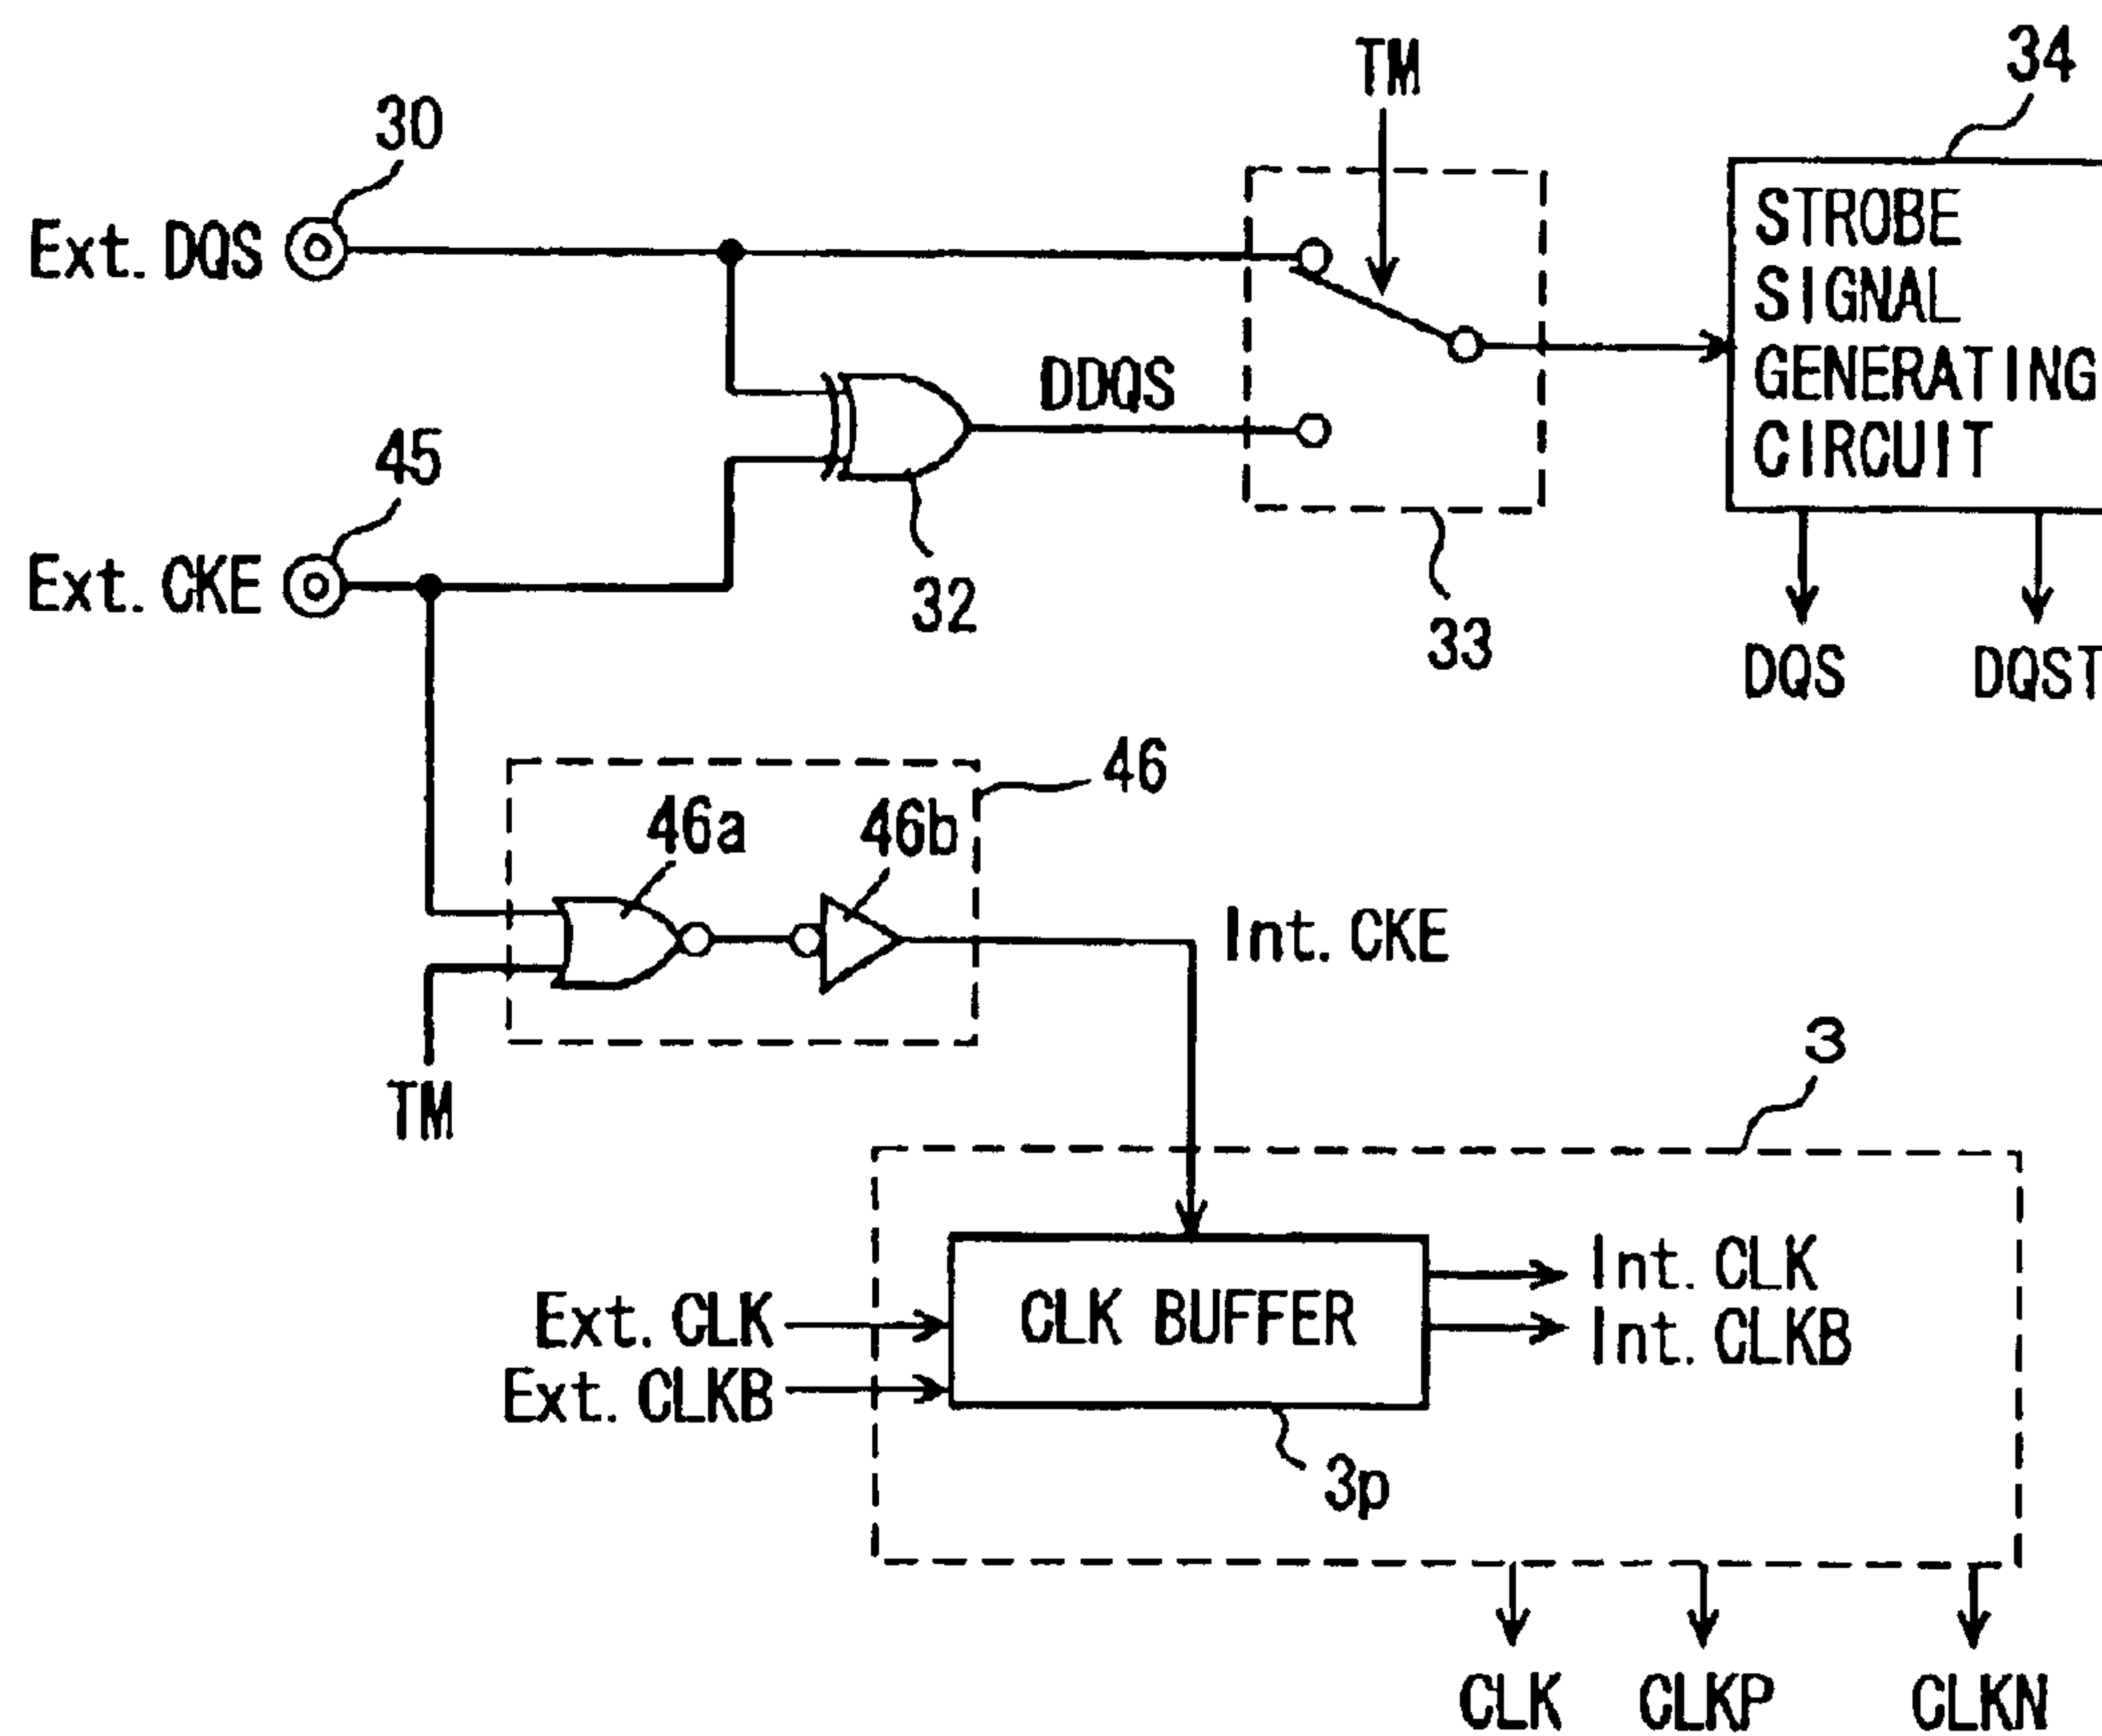 34
TM
30
STROBE
SIGNAL
GENERATING
CIRCUIT
Ext. DQS
DDQS
45
Ext. CKE
32
33
DQS
DQST
46
46a
46b
Int. CKE
TM
3
CLK BUFFER
Int. CLK
Ext. CLK
Int. CLKB
Ext. CLKB
3p
CLK
CLKP
CLKN